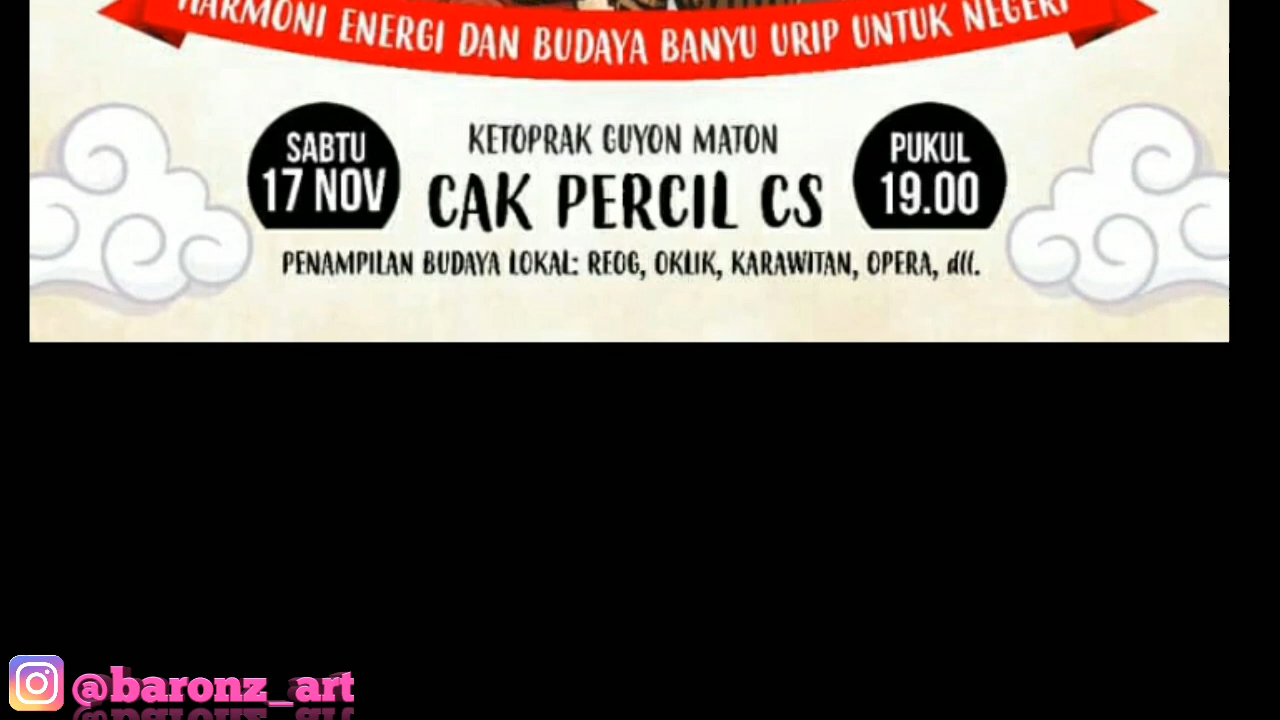 HARMONI ENERGI DAN BUDAYA BANYU URIP UNTUK NEGERI
SABTU
17 NOV
KETOPRAK GUYON MATON
CAK PERCIL CS
PUKUL
19.00
PENAMPILAN BUDAYA LOKAL: REOG, OKLIK, KARAWITAN, OPERA, dll.
@baronz_art